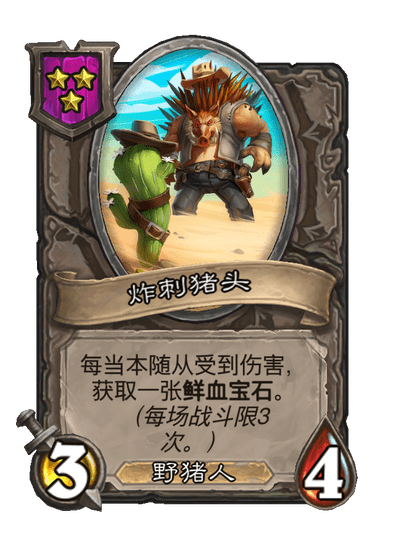 炸刺猪头
每当本随从受到伤害,
获取一张鲜血宝石。
(每场战斗限3
次。)
野猪人
3
4